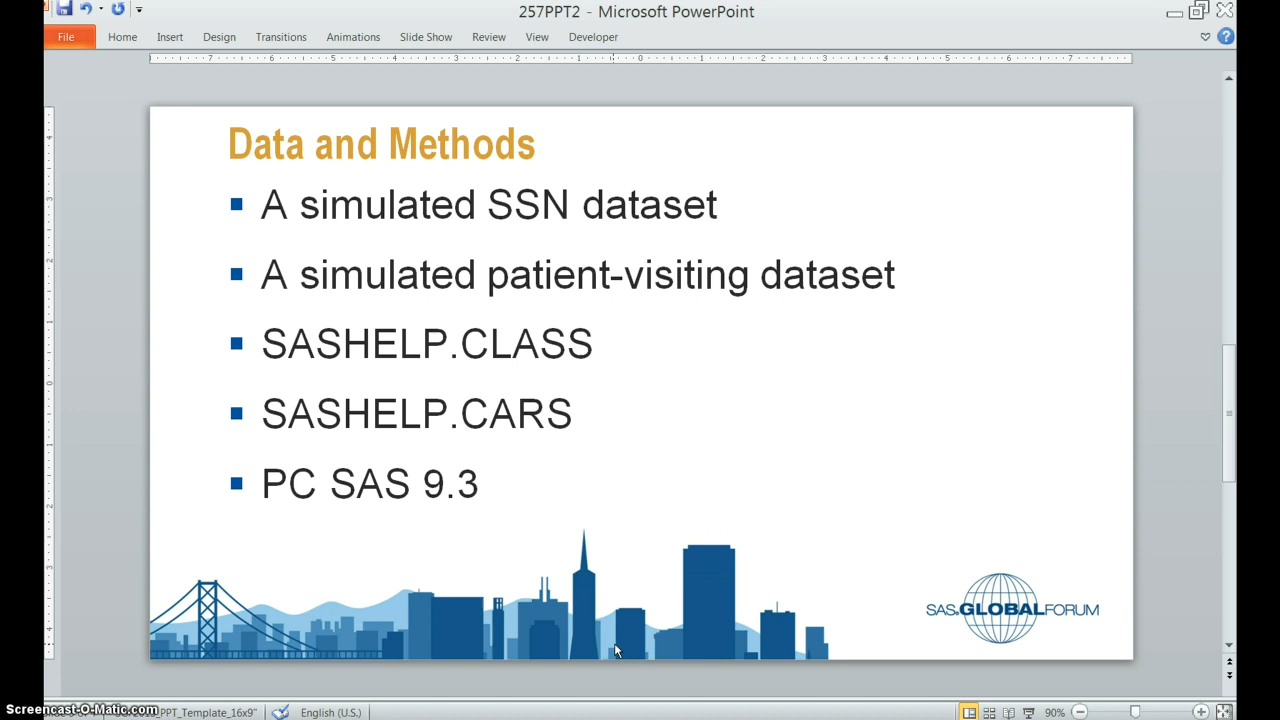 257PPT2 - Microsoft PowerPoint
File Home Insert Design Transitions Animations Slide Show Review View Developer
Data and Methods
A simulated SSN dataset
A simulated patient-visiting dataset
SASHELP.CLASS
SASHELP.CARS
PC SAS 9.3
SAS GLOBAL FORUM
Screencast-O-Matic.com
PPT_Template_16x9" English (U.S.) 90%